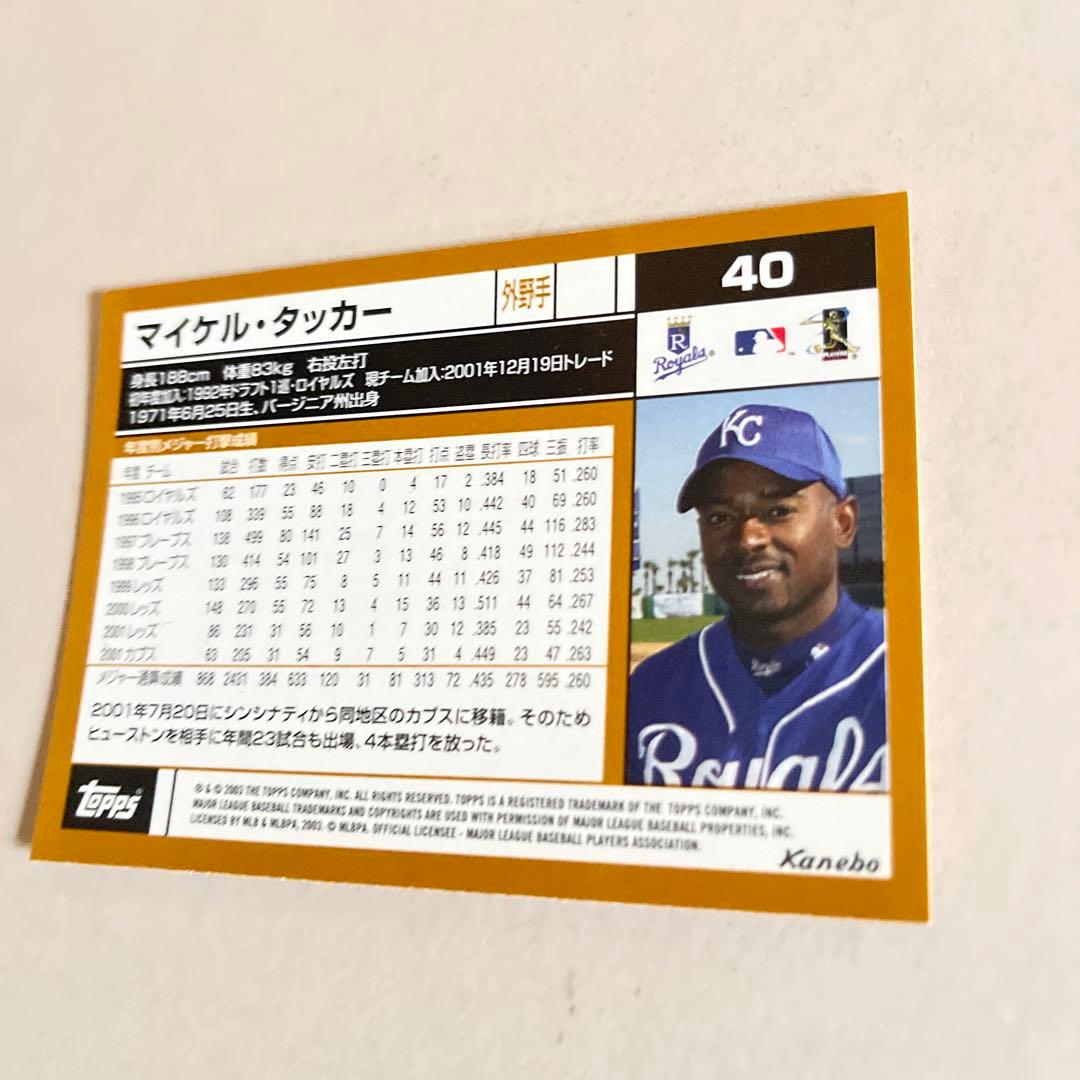 40
マイケル・タッカー 外野手
R
Royals
PLAYERS
身長188cm 体重83kg 右投左打
初年度加入:1992年ドラフト1巡・ロイヤルズ 現チーム加入:2001年12月19日トレード
1971年6月25日生、バージニア州出身
KC
年度別メジャー打撃成績
年度 チーム 試合 打数 得点 安打 二塁打 三塁打 本塁打 打点 盗塁 長打率 四球 三振 打率
1995 ロイヤルズ 62 177 23 46 10 0 4 17 2 .384 18 51 .260
1996 ロイヤルズ 108 339 55 88 18 4 12 53 10 .442 40 69 .260
1997 ブレーブス 138 499 80 141 25 7 14 56 12 .445 44 116 .283
1998 ブレーブス 130 414 54 101 27 3 13 46 8 .418 49 112 .244
1999 レッズ 133 296 55 75 8 5 11 44 11 .426 37 81 .253
2000 レッズ 148 270 55 72 13 4 15 36 13 .511 44 64 .267
2001 レッズ 86 231 31 56 10 1 7 30 12 .385 23 55 .242
2001 カブス 63 205 31 54 9 7 5 31 4 .449 23 47 .263
メジャー通算成績 868 2431 384 633 120 31 81 313 72 .435 278 595 .260
2001年7月20日にシンシナティから同地区のカブスに移籍。そのため
ヒューストンを相手に年間23試合も出場、4本塁打を放った。
Royals
topps
® & © 2003 THE TOPPS COMPANY, INC. ALL RIGHTS RESERVED. TOPPS IS A REGISTERED TRADEMARK OF THE TOPPS COMPANY, INC.
MAJOR LEAGUE BASEBALL TRADEMARKS AND COPYRIGHTS ARE USED WITH PERMISSION OF MAJOR LEAGUE BASEBALL PROPERTIES, INC.
LICENSED BY MLB & MLBPA, 2003. © MLBPA. OFFICIAL LICENSEE - MAJOR LEAGUE BASEBALL PLAYERS ASSOCIATION.
Kanebo